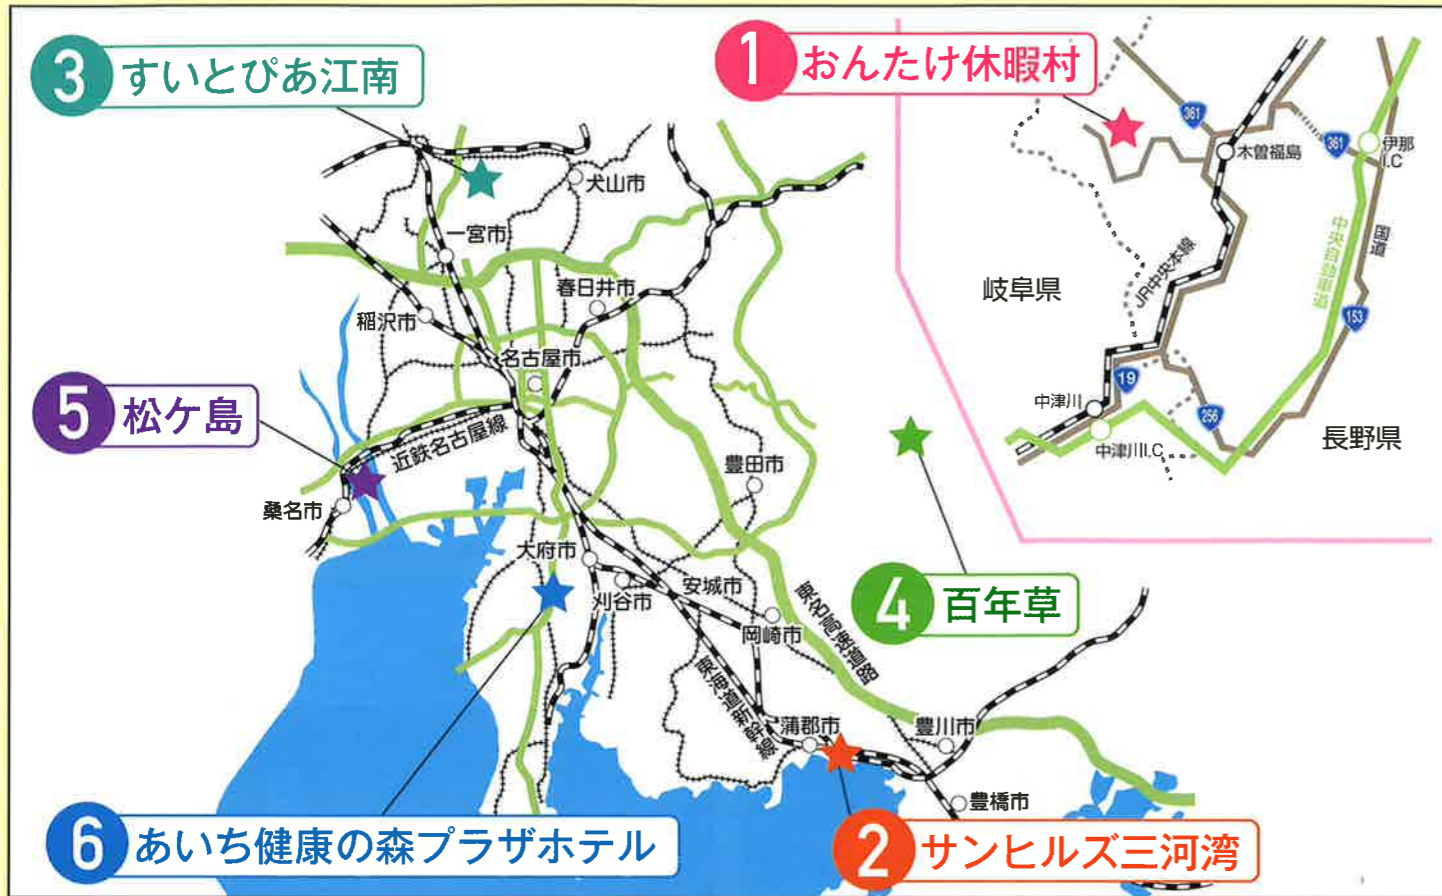 3 すいとぴあ江南
1 おんたけ休暇村
361
361
木曽福島
伊那
I.C
犬山市
一宮市
国道
中央自動車道
JR中央本線
岐阜県
春日井市
稲沢市
153
名古屋市
19
256
中津川
5 松ケ島
近鉄名古屋線
中津川I.C
長野県
豊田市
桑名市
大府市
安城市
刈谷市
4 百年草
岡崎市
東名高速道路
東海道新幹線
蒲郡市
豊川市
豊橋市
6 あいち健康の森プラザホテル
2 サンヒルズ三河湾